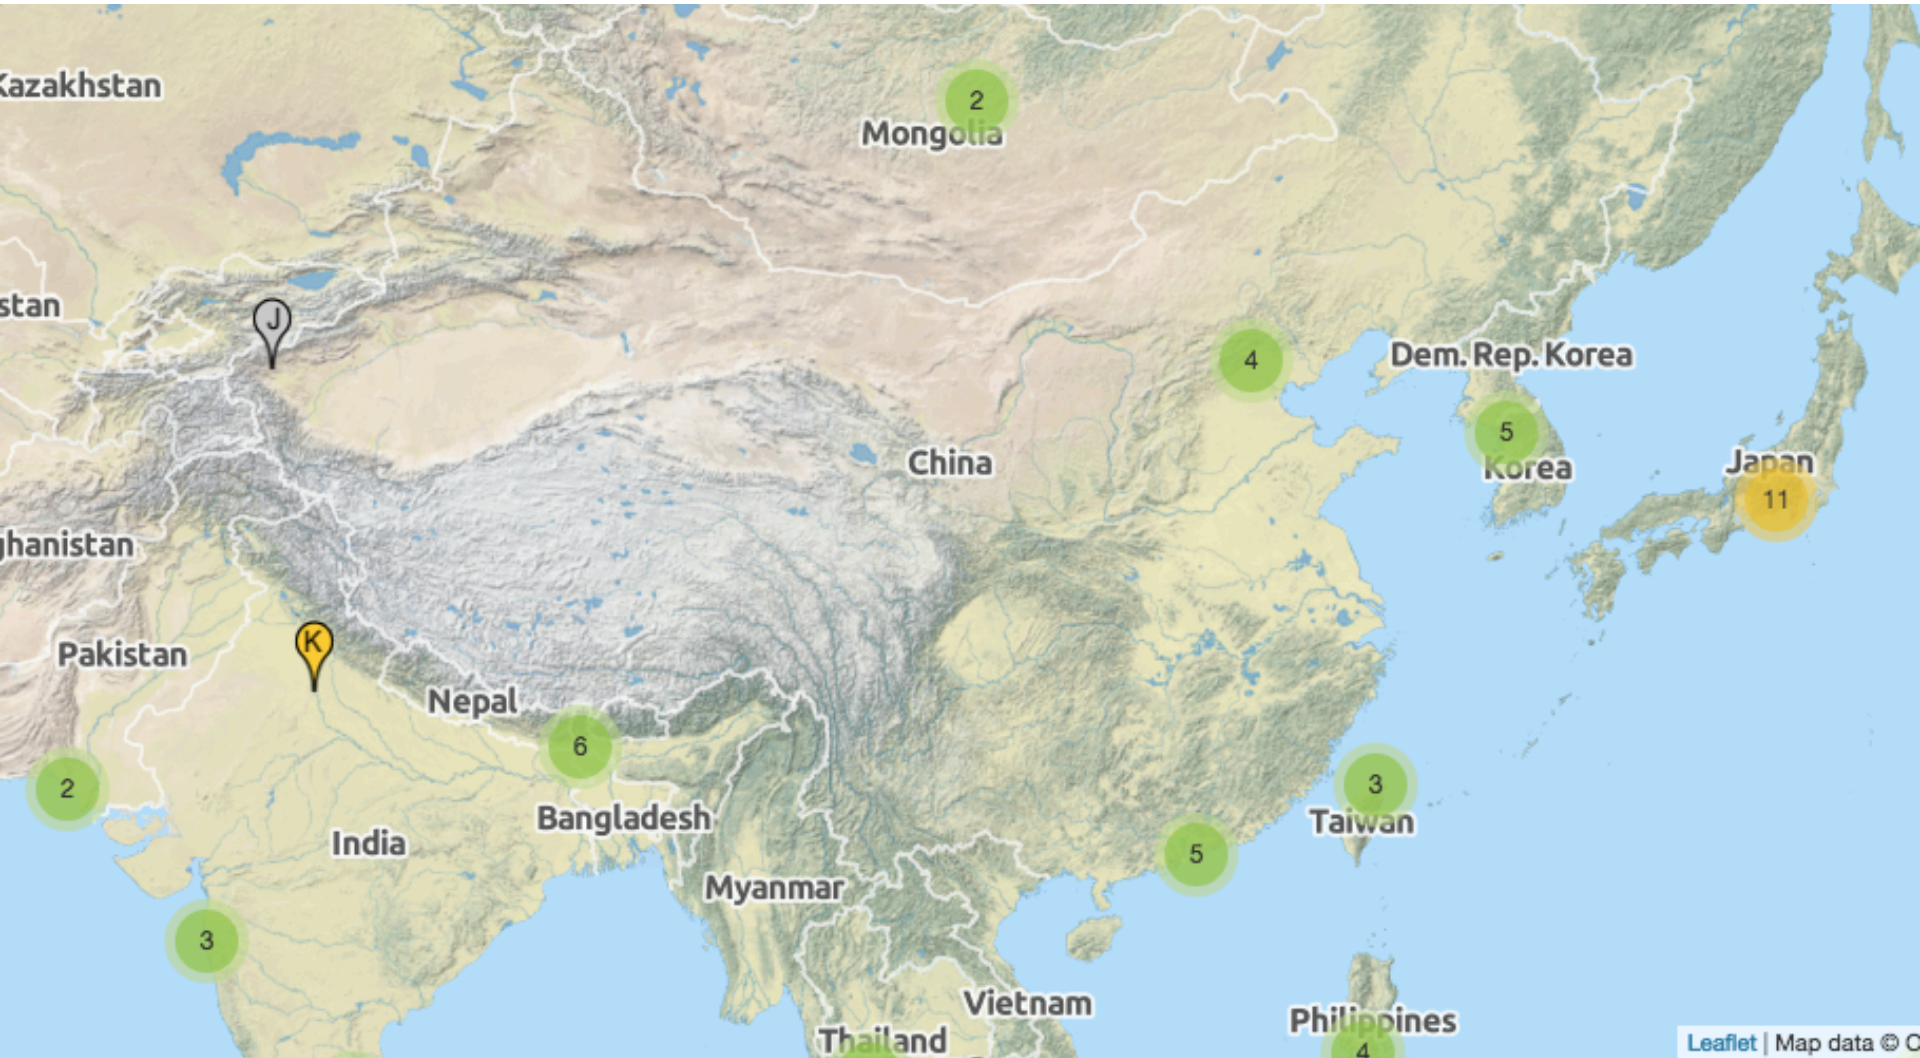 Kazakhstan
2
Mongolia
stan
J
4
Dem. Rep. Korea
5
Korea
China
Japan
11
ghanistan
K
Pakistan
Nepal
6
2
3
Taiwan
Bangladesh
India
5
Myanmar
3
Vietnam
Philippines
4
Thailand
Leaflet | Map data © C